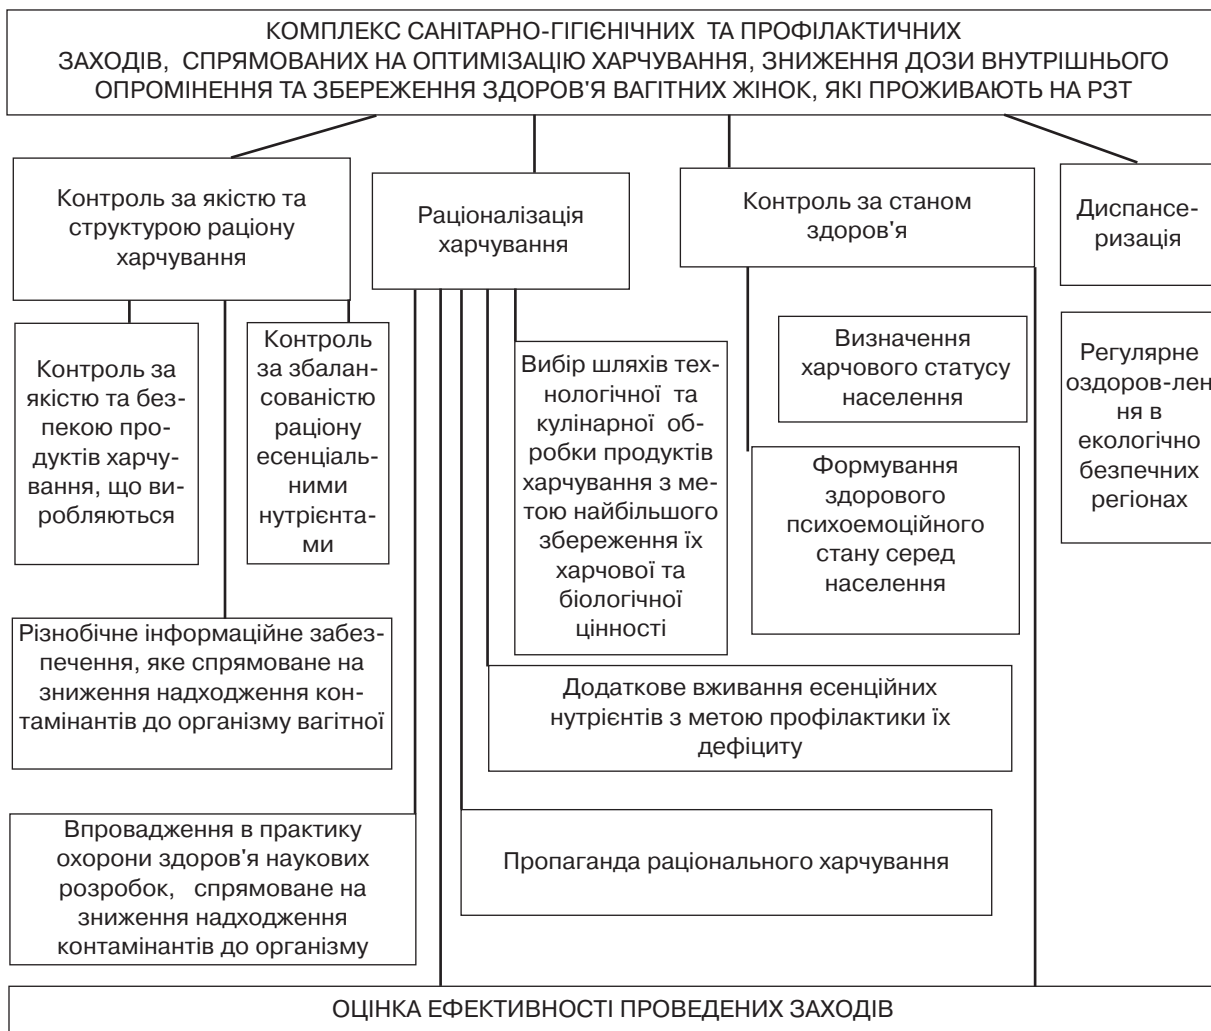 КОМПЛЕКС САНІТАРНО-ГІГІЄНІЧНИХ ТА ПРОФІЛАКТИЧНИХ
ЗАХОДІВ, СПРЯМОВАНИХ НА ОПТИМІЗАЦІЮ ХАРЧУВАННЯ, ЗНИЖЕННЯ ДОЗИ ВНУТРІШНЬОГО
ОПРОМІНЕННЯ ТА ЗБЕРЕЖЕННЯ ЗДОРОВ'Я ВАГІТНИХ ЖІНОК, ЯКІ ПРОЖИВАЮТЬ НА РЗТ
Контроль за якістю та
структурою раціону
харчування
Раціоналізація
харчування
Контроль за станом
здоров'я
Диспансе-
ризація
Контроль за
якістю та без-
пекою про-
дуктів харчу-
вання, що ви-
робляються
Контроль
за збалан-
сованістю
раціону
есенціаль-
ними
нутрієнта-
ми
Вибір шляхів тех-
нологічної та
кулінарної об-
робки продуктів
харчування з ме-
тою найбільшого
збереження їх
харчової та
біологічної
цінності
Визначення
харчового статусу
населення
Формування
здорового
психоемоційного
стану серед
населення
Регулярне
оздоров-лен
ня в
екологічно
безпечних
регіонах
Різнобічне інформаційне забез-
печення, яке спрямоване на
зниження надходження кон-
тамінантів до організму вагітної
Додаткове вживання есенційних
нутрієнтів з метою профілактики їх
дефіциту
Впровадження в практику
охорони здоров'я наукових
розробок, спрямоване на
зниження надходження
контамінантів до організму
Пропаганда раціонального харчування
ОЦІНКА ЕФЕКТИВНОСТІ ПРОВЕДЕНИХ ЗАХОДІВ